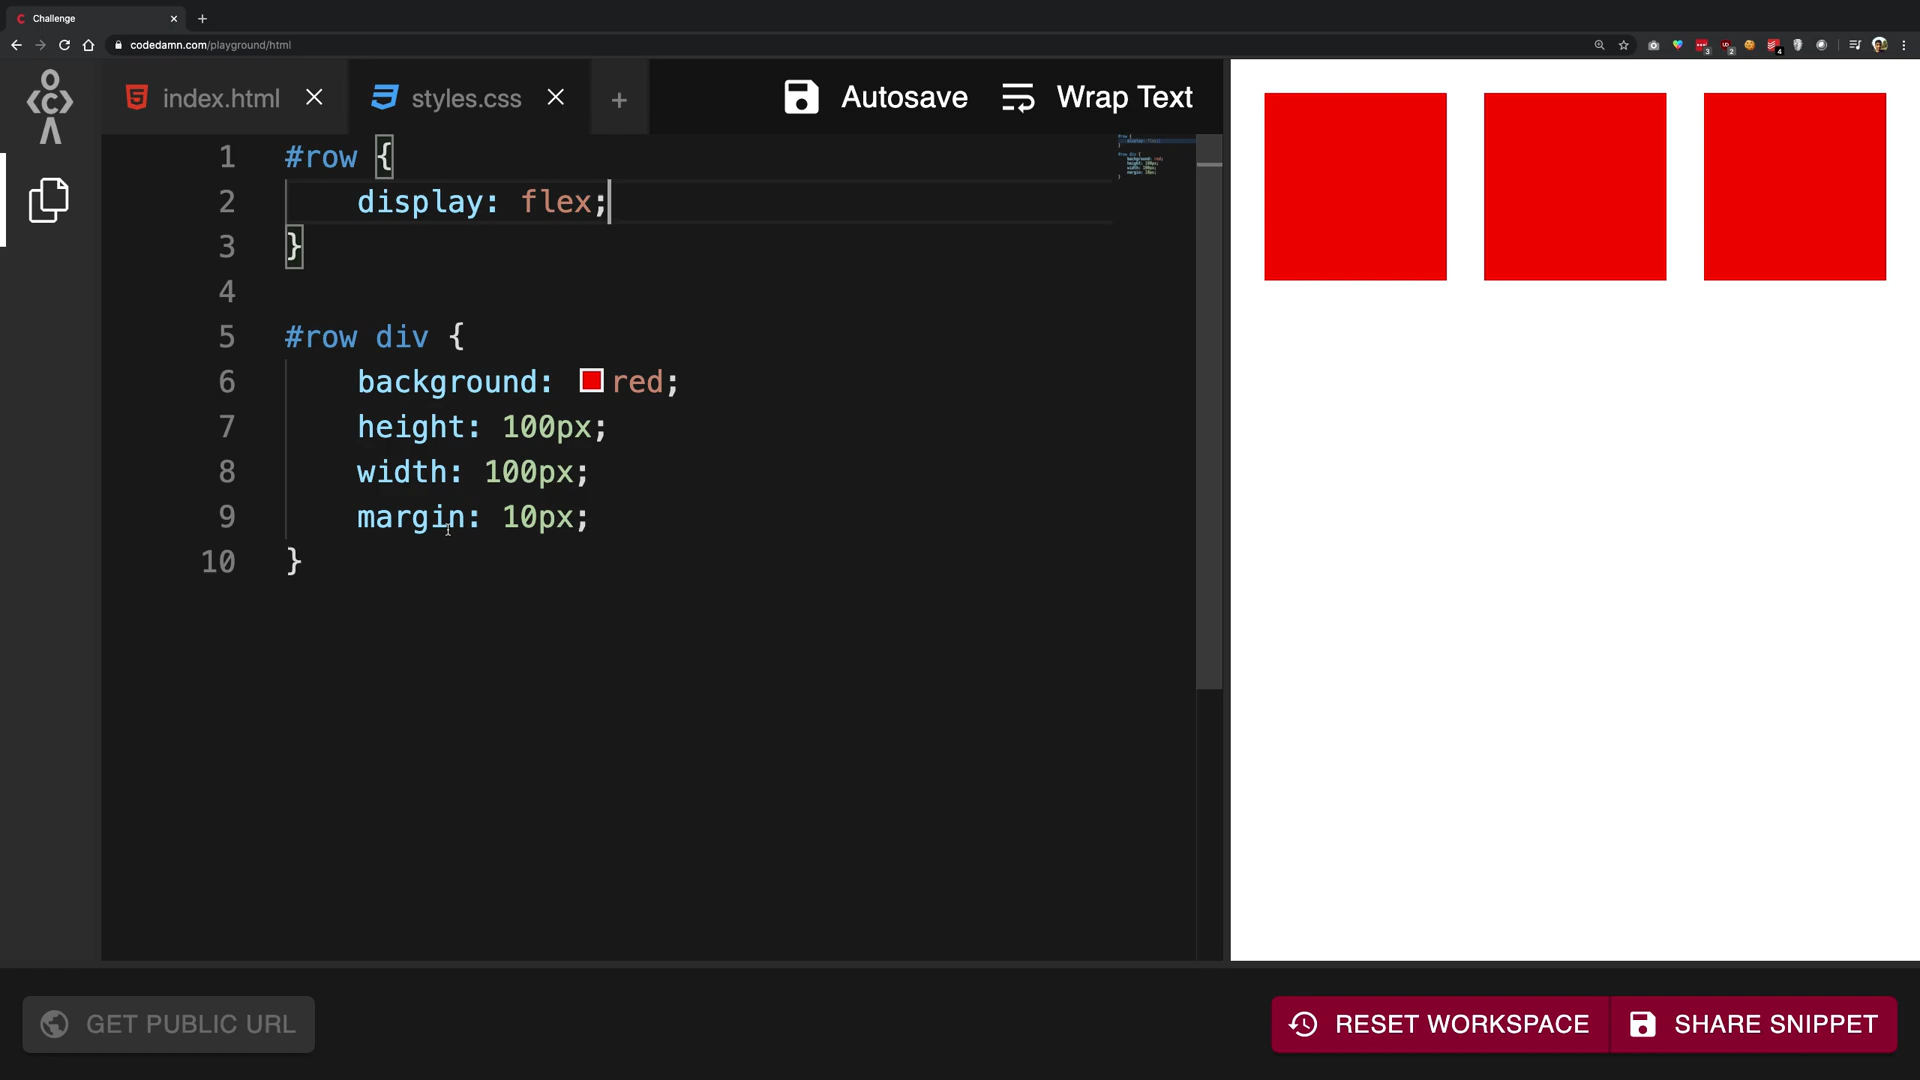 Challenge
codedamn.com/playground/html
index.html
styles.css
Autosave
Wrap Text
1 #row {
2 display: flex;
3 }
4
5 #row div {
6 background: red;
7 height: 100px;
8 width: 100px;
9 margin: 10px;
10 }
GET PUBLIC URL
RESET WORKSPACE
SHARE SNIPPET